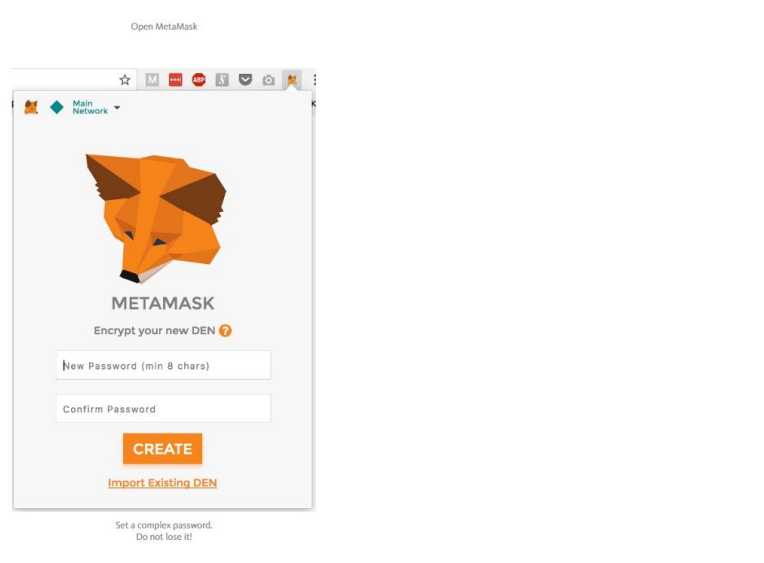 Open MetaMask
M
ABP
Main
Network
METAMASK
Encrypt your new DEN ?
New Password (min 8 chars)
Confirm Password
CREATE
Import Existing DEN
Set a complex password.
Do not lose it!